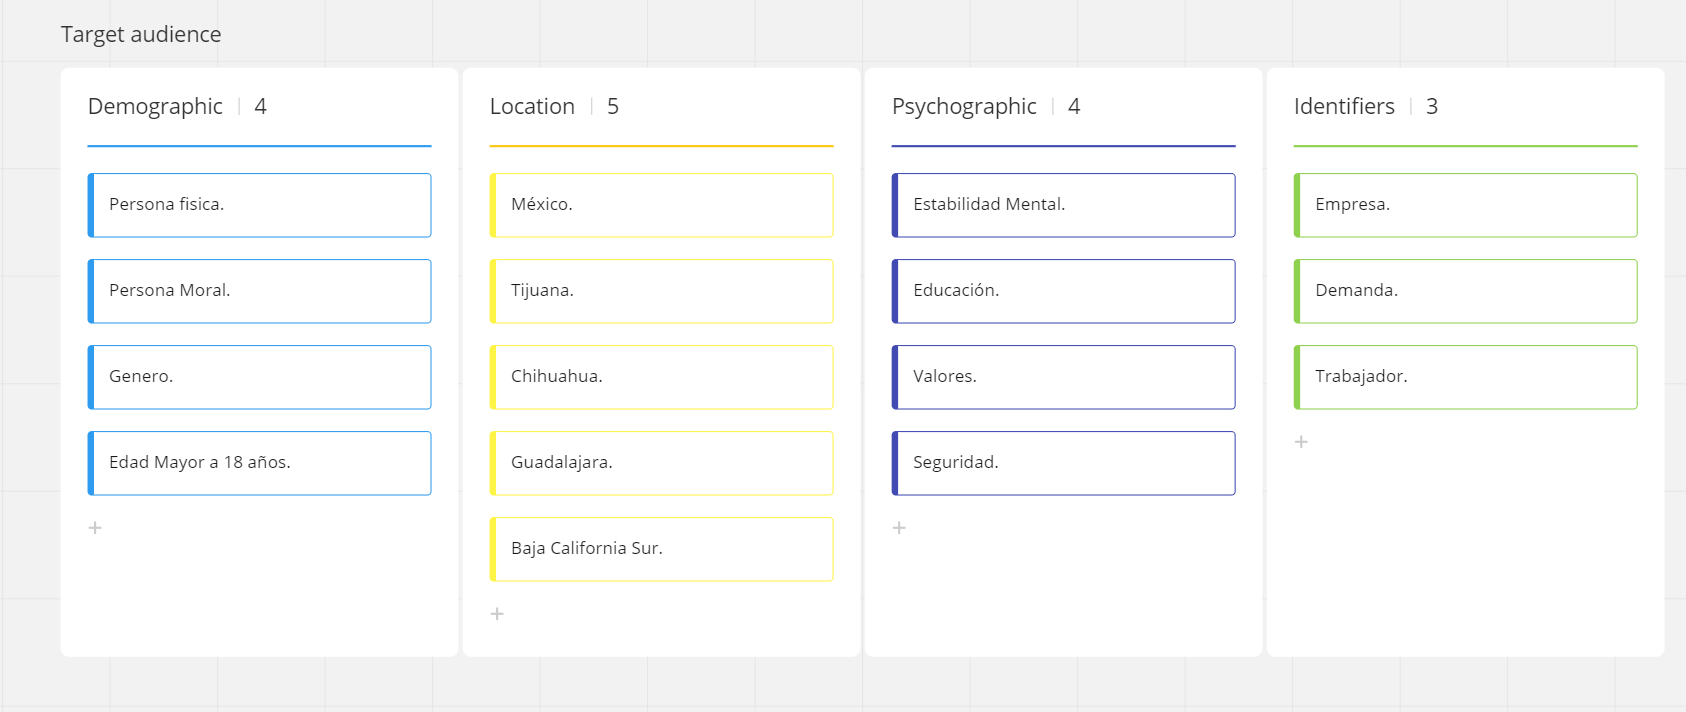 Target audience
Demographic | 4
Persona fisica.
Persona Moral.
Genero.
Edad Mayor a 18 años.
+
Location | 5
México.
Tijuana.
Chihuahua.
Guadalajara.
Baja California Sur.
+
Psychographic | 4
Estabilidad Mental.
Educación.
Valores.
Seguridad.
+
Identifiers | 3
Empresa.
Demanda.
Trabajador.
+